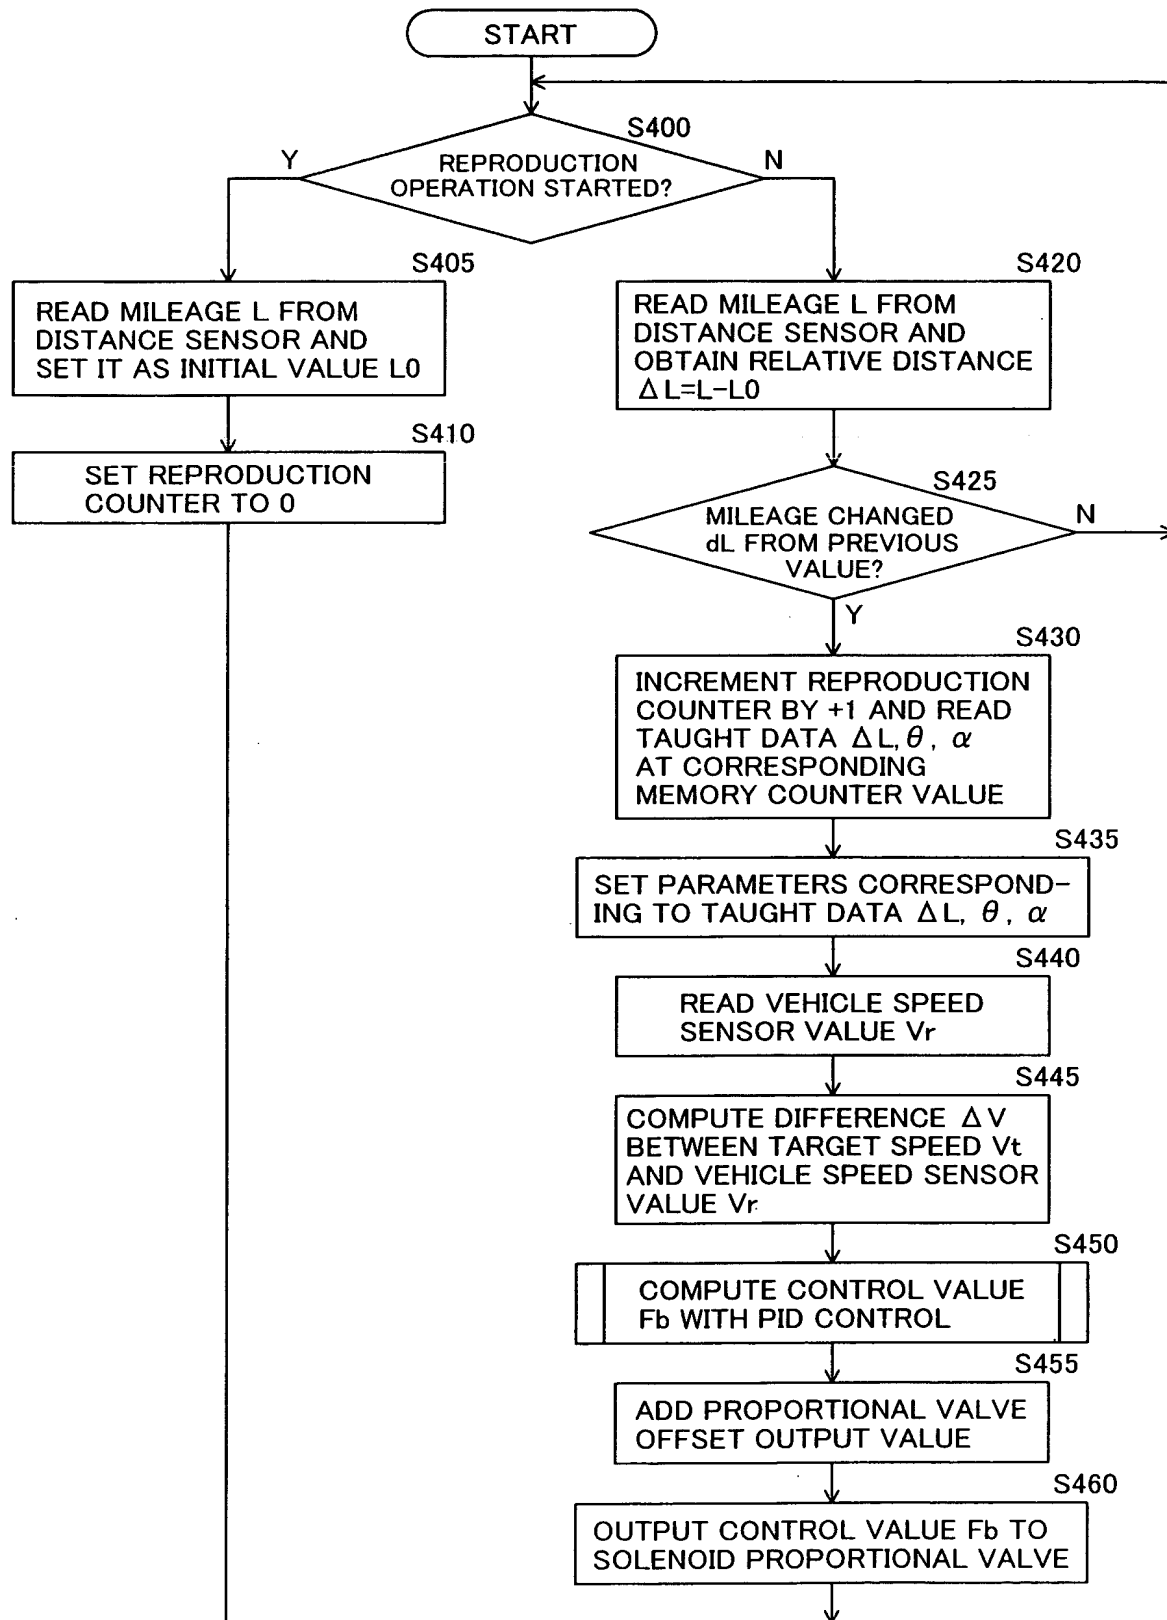 START
S400
Y
N
REPRODUCTION
OPERATION STARTED?
S405
READ MILEAGE L FROM
DISTANCE SENSOR AND
SET IT AS INITIAL VALUE L0
S410
SET REPRODUCTION
COUNTER TO 0
S420
READ MILEAGE L FROM
DISTANCE SENSOR AND
OBTAIN RELATIVE DISTANCE
ΔL=L-L0
S425
MILEAGE CHANGED
dL FROM PREVIOUS
VALUE?
N
Y
S430
INCREMENT REPRODUCTION
COUNTER BY +1 AND READ
TAUGHT DATA ΔL, θ, α
AT CORRESPONDING
MEMORY COUNTER VALUE
S435
SET PARAMETERS CORRESPOND-
ING TO TAUGHT DATA ΔL, θ, α
S440
READ VEHICLE SPEED
SENSOR VALUE Vr
S445
COMPUTE DIFFERENCE ΔV
BETWEEN TARGET SPEED Vt
AND VEHICLE SPEED SENSOR
VALUE Vr
S450
COMPUTE CONTROL VALUE
Fb WITH PID CONTROL
S455
ADD PROPORTIONAL VALVE
OFFSET OUTPUT VALUE
S460
OUTPUT CONTROL VALUE Fb TO
SOLENOID PROPORTIONAL VALVE